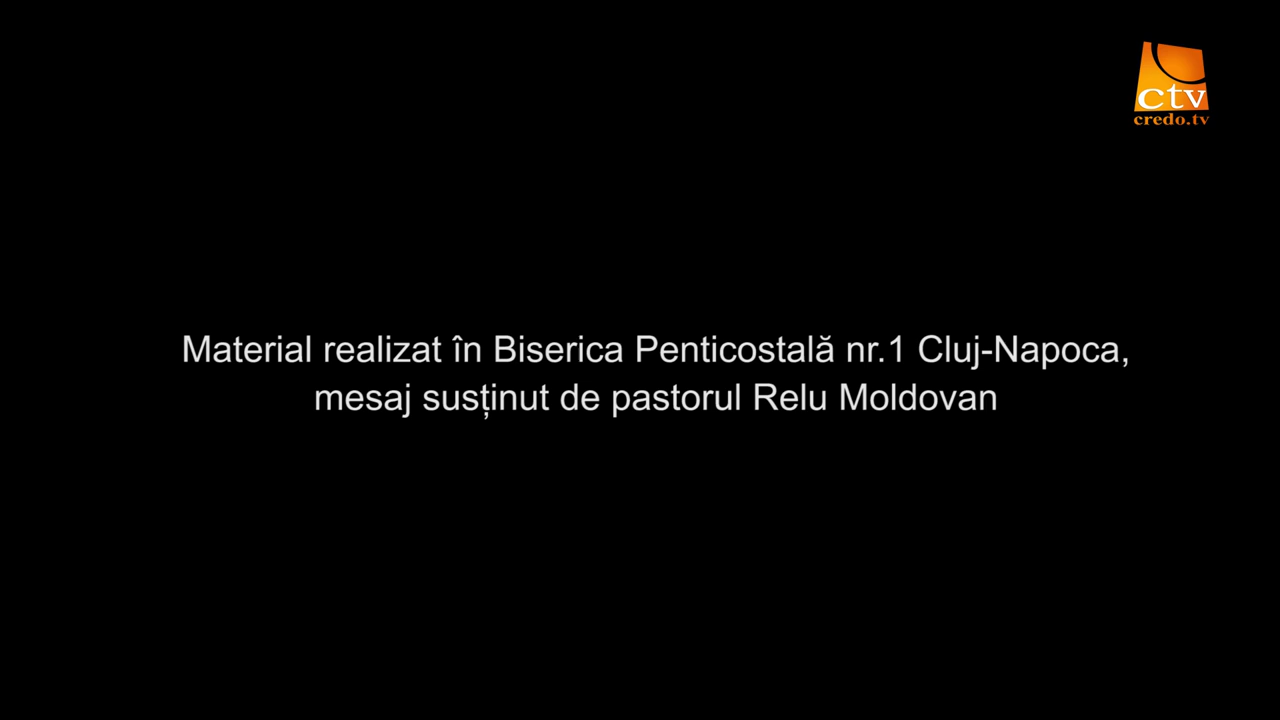 ctv
credo.tv
Material realizat în Biserica Penticostală nr.1 Cluj-Napoca,
mesaj susținut de pastorul Relu Moldovan